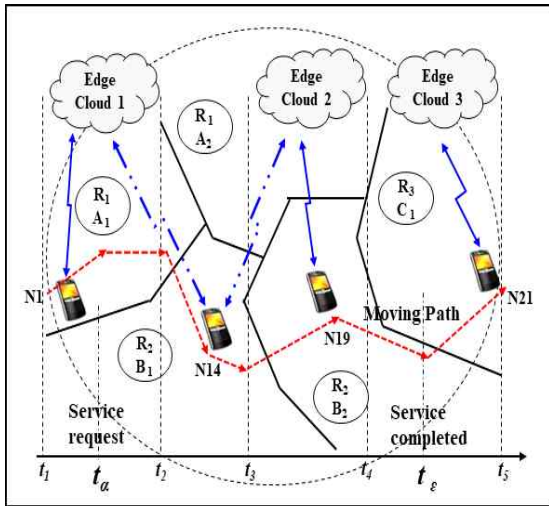 Edge
Cloud 1
Edge
Cloud 2
Edge
Cloud 3
R1
A2
R1
A1
R3
C1
N1
N21
Moving Path
N19
R2
B1
N14
R2
B2
Service
request
Service
completed
t1
tα
t2
t3
t4
tε
t5